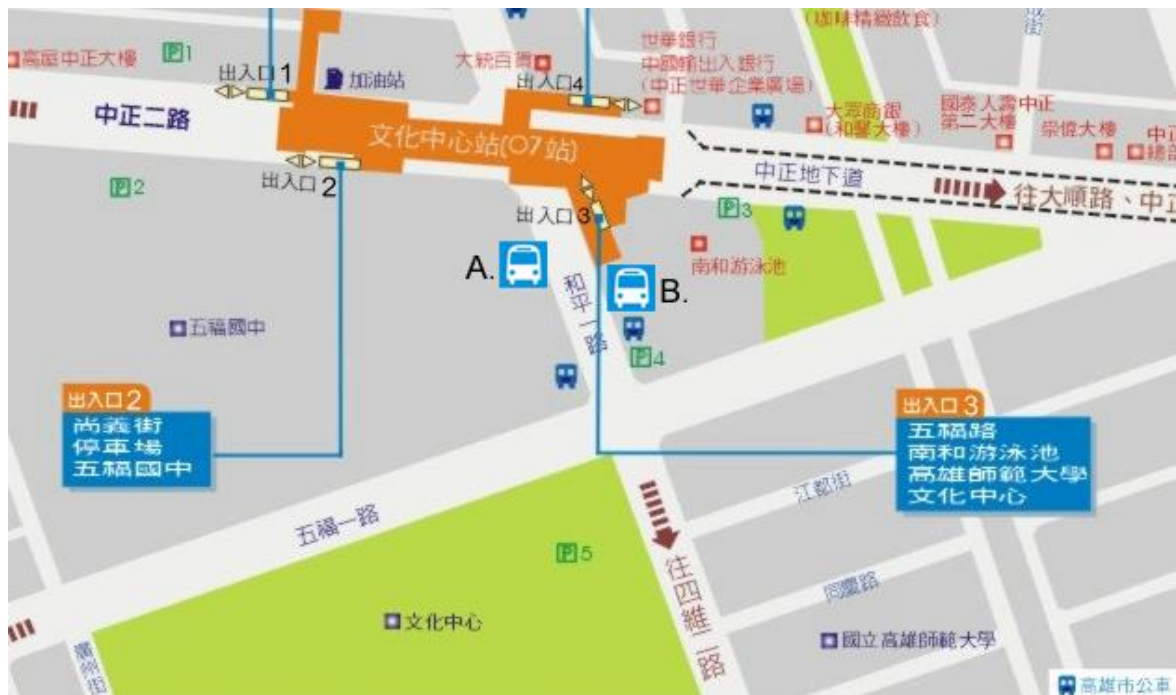 (咖啡精緻飲食)
世華銀行
中國輸出入銀行
(中正世華企業廣場)
高屋中正大樓
P1
出入口1
加油站
大統百貨
出入口4
大眾商銀
(和馨大樓)
國泰人壽中正
第二大樓
崇偉大樓
中正二路
文化中心站(O7站)
出入口2
P2
中正地下道
往大順路、中正
出入口3
P3
南和游泳池
A.
B.
和平一路
P4
五福國中
出入口2
尚義街
停車場
五福國中
出入口3
五福路
南和游泳池
高雄師範大學
文化中心
五福一路
江都街
P5
往四維二路
同慶路
文化中心
國立高雄師範大學
廣州街
高雄市公車